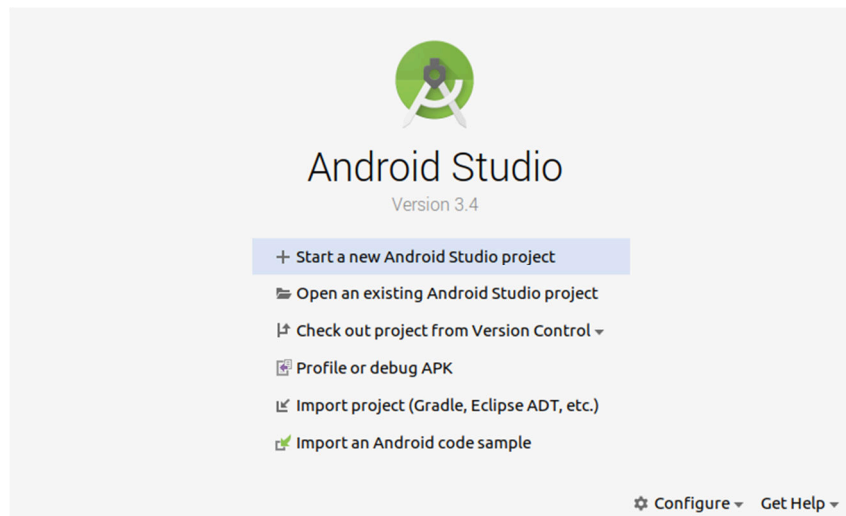 Android Studio
Version 3.4
Start a new Android Studio project
Open an existing Android Studio project
Check out project from Version Control
Profile or debug APK
Import project (Gradle, Eclipse ADT, etc.)
Import an Android code sample
Configure Get Help